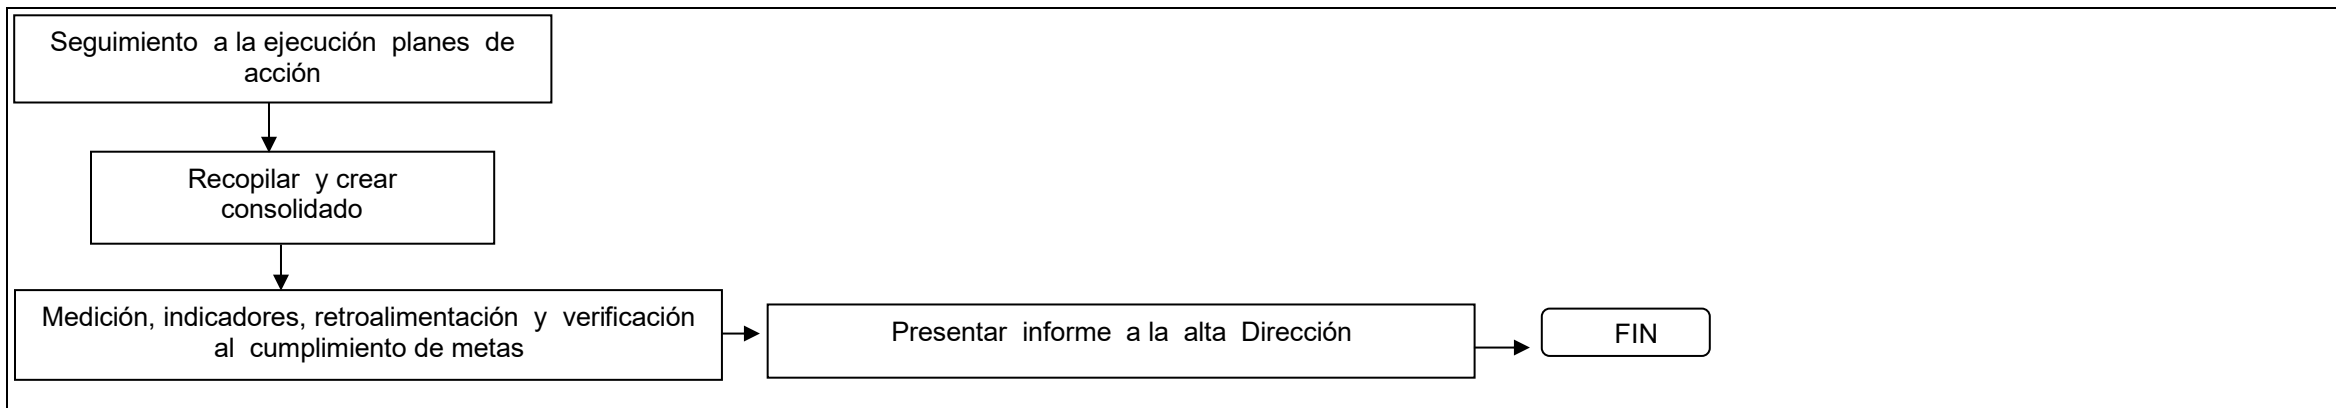 Seguimiento a la ejecución planes de
acción
Recopilar y crear
consolidado
Medición, indicadores, retroalimentación y verificación
al cumplimiento de metas
Presentar informe a la alta Dirección
FIN